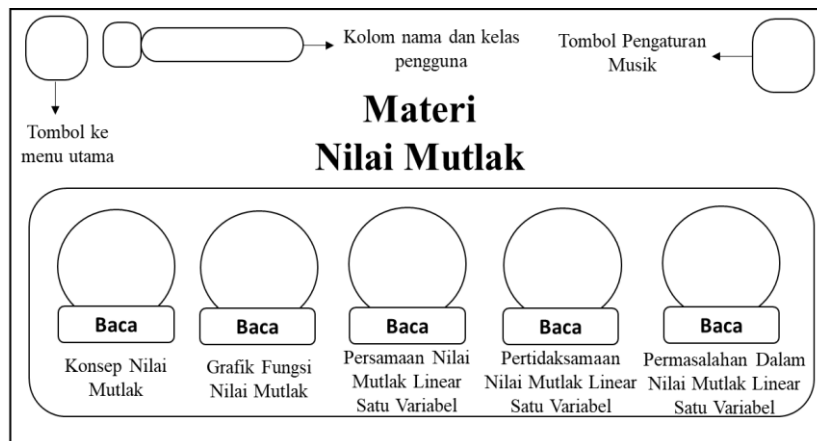 Kolom nama dan kelas
pengguna
Tombol Pengaturan
Musik
Tombol ke
menu utama
Materi
Nilai Mutlak
Baca
Konsep Nilai
Mutlak
Baca
Grafik Fungsi
Nilai Mutlak
Baca
Persamaan Nilai
Mutlak Linear
Satu Variabel
Baca
Pertidaksamaan
Nilai Mutlak Linear
Satu Variabel
Baca
Permasalahan Dalam
Nilai Mutlak Linear
Satu Variabel